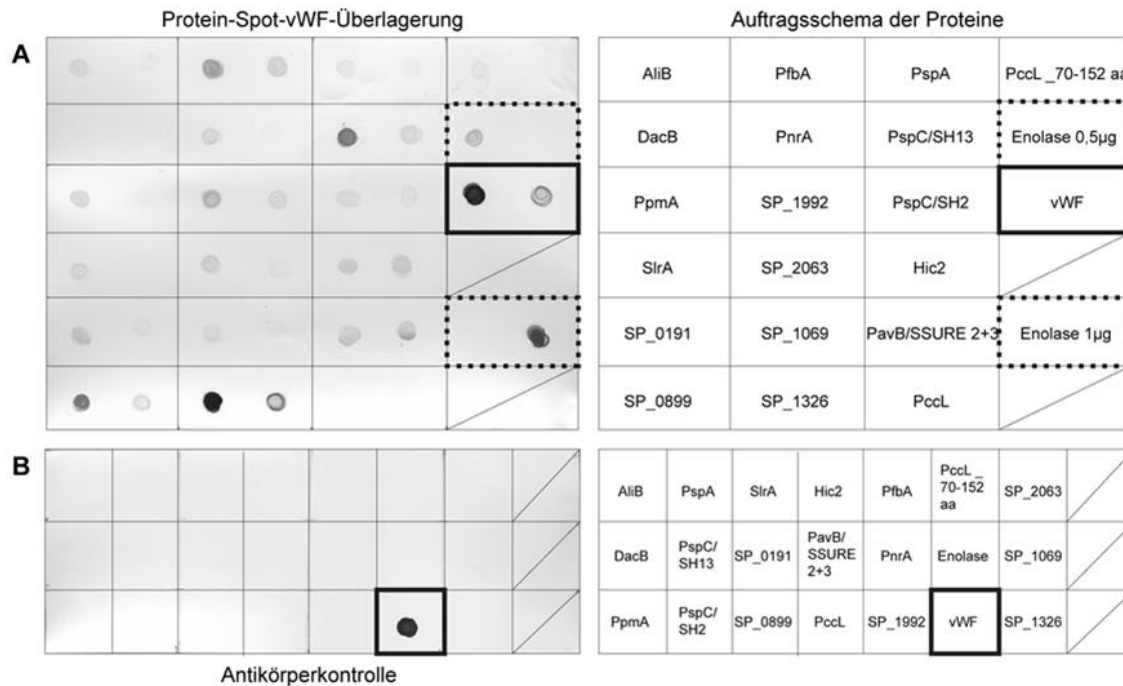 Protein-Spot-vWF-Überlagerung
Auftragsschema der Proteine
A
AliB
PfbA
PspA
PccL _70-152 aa
DacB
PnrA
PspC/SH13
Enolase 0,5µg
PpmA
SP_1992
PspC/SH2
vWF
SlrA
SP_2063
Hic2
SP_0191
SP_1069
PavB/SSURE 2+3
Enolase 1µg
SP_0899
SP_1326
PccL
B
AliB
PspA
SlrA
Hic2
PfbA
PccL _
70-152
aa
SP_2063
DacB
PspC/
SH13
SP_0191
PavB/
SSURE
2+3
PnrA
Enolase
SP_1069
PpmA
PspC/
SH2
SP_0899
PccL
SP_1992
vWF
SP_1326
Antikörperkontrolle